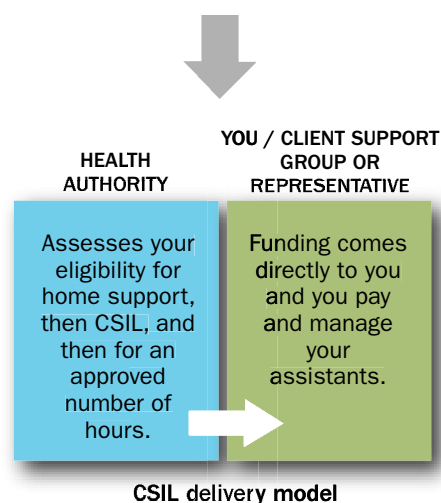 HEALTH
AUTHORITY
YOU / CLIENT SUPPORT
GROUP OR
REPRESENTATIVE
Assesses your
eligibility for
home support,
then CSIL, and
then for an
approved
number of
hours.
Funding comes
directly to you
and you pay
and manage
your
assistants.
CSIL delivery model